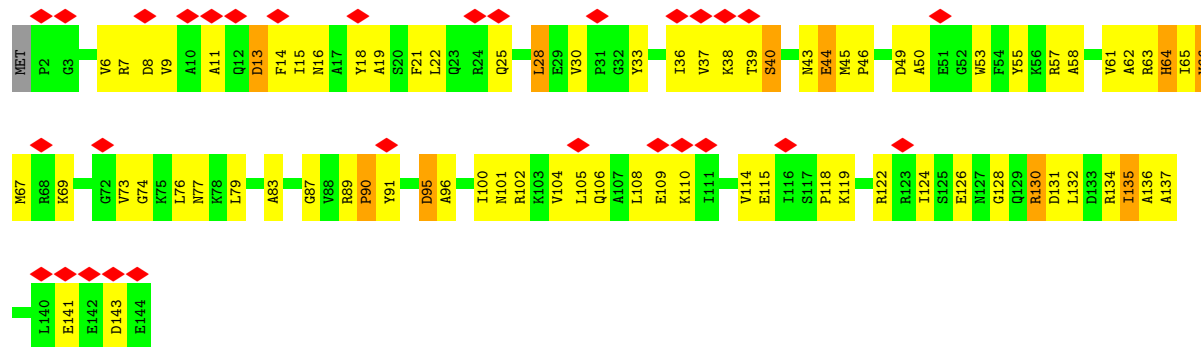 MET P2 G3 V6 R7 D8 V9 A10 A11 Q12 D13 F14 I15 N16 A17 Y18 A19 S20 F21 L22 Q23 R24 Q25 L28 E29 V30 P31 G32 Y33 I36 V37 K38 T39 S40 N43 E44 M45 P46 D49 A50 E51 G52 W53 F54 Y55 K56 R57 A58 V61 A62 R63 H64 I65
M67 R68 K69 G72 V73 G74 K75 L76 N77 K78 L79 A83 G87 V88 R89 P90 Y91 D95 A96 I100 N101 R102 K103 V104 L105 Q106 A107 L108 E109 K110 I111 V114 E115 I116 S117 P118 K119 R122 R123 I124 S125 E126 N127 G128 Q129 R130 D131 L132 D133 R134 I135 A136 A137
L140 E141 E142 D143 E144